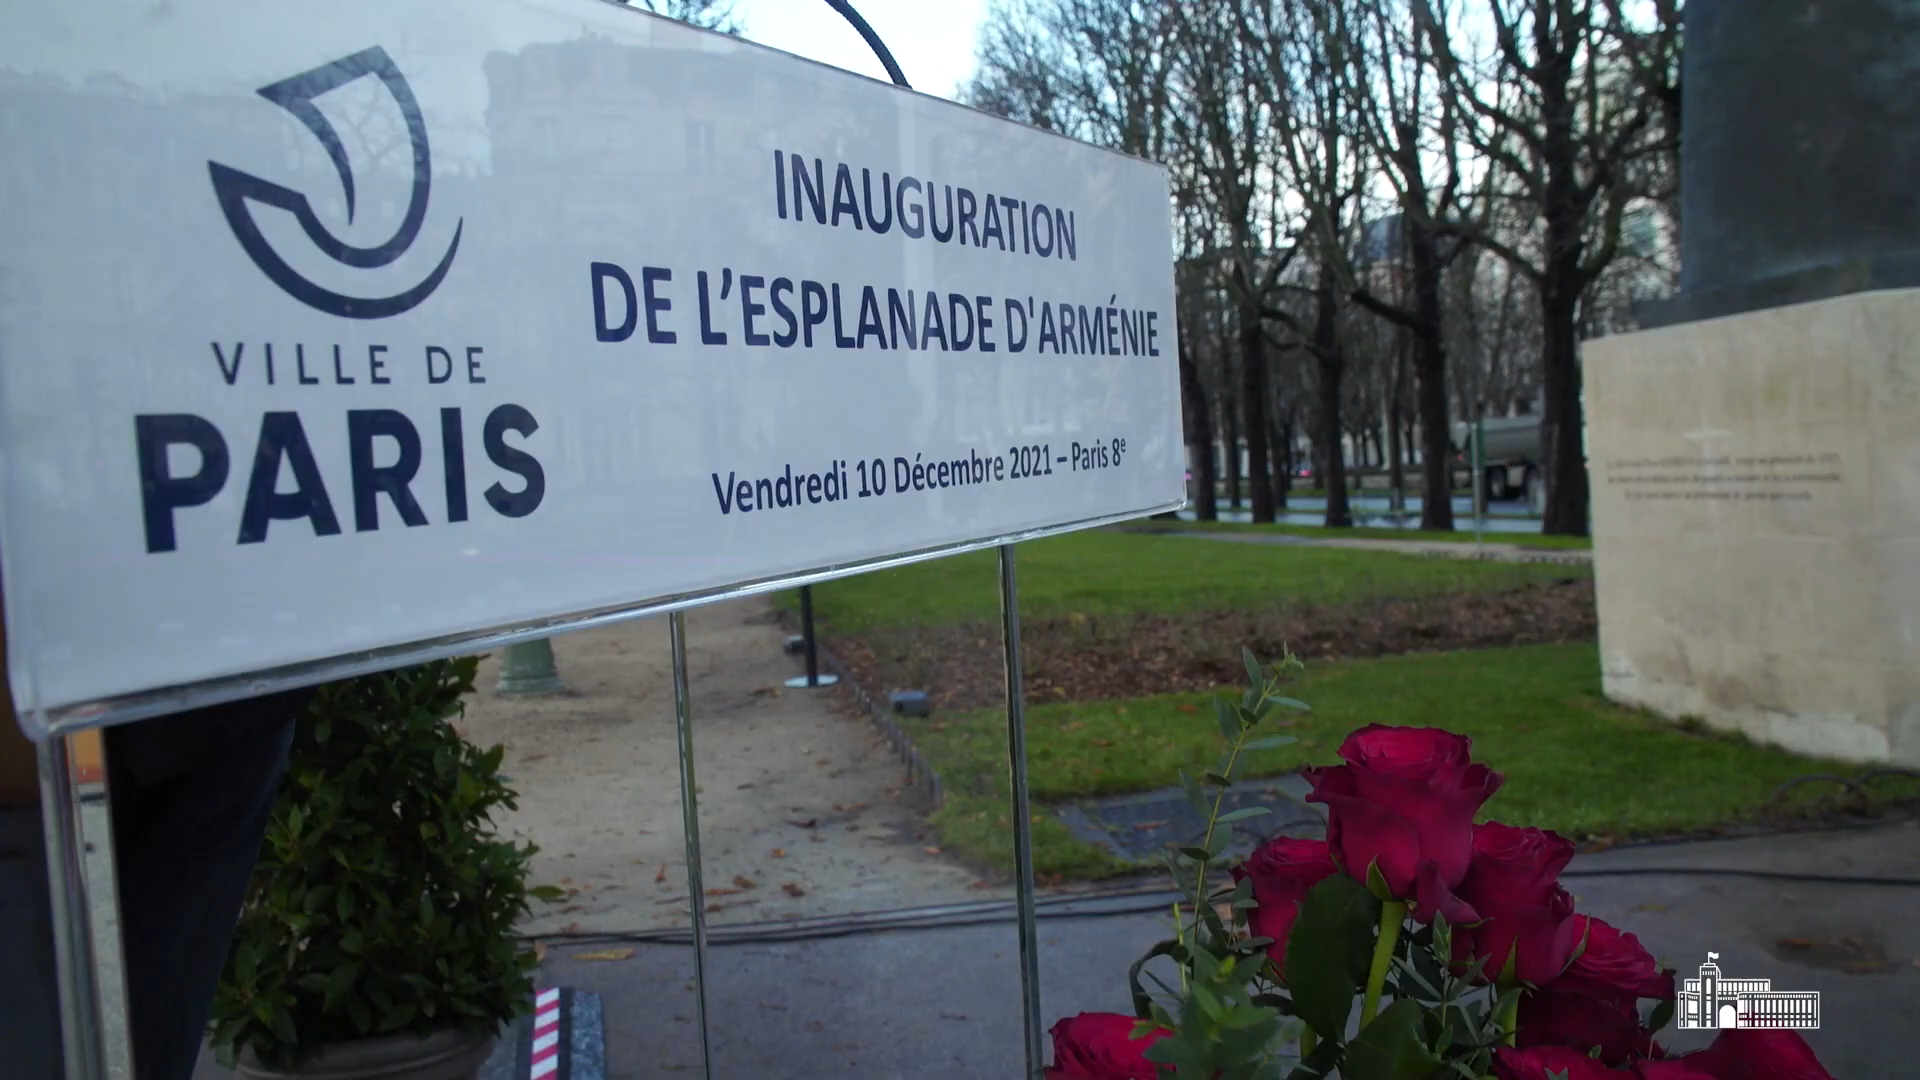 VILLE DE
PARIS
INAUGURATION
DE L’ESPLANADE D'ARMÉNIE
Vendredi 10 Décembre 2021 – Paris 8e